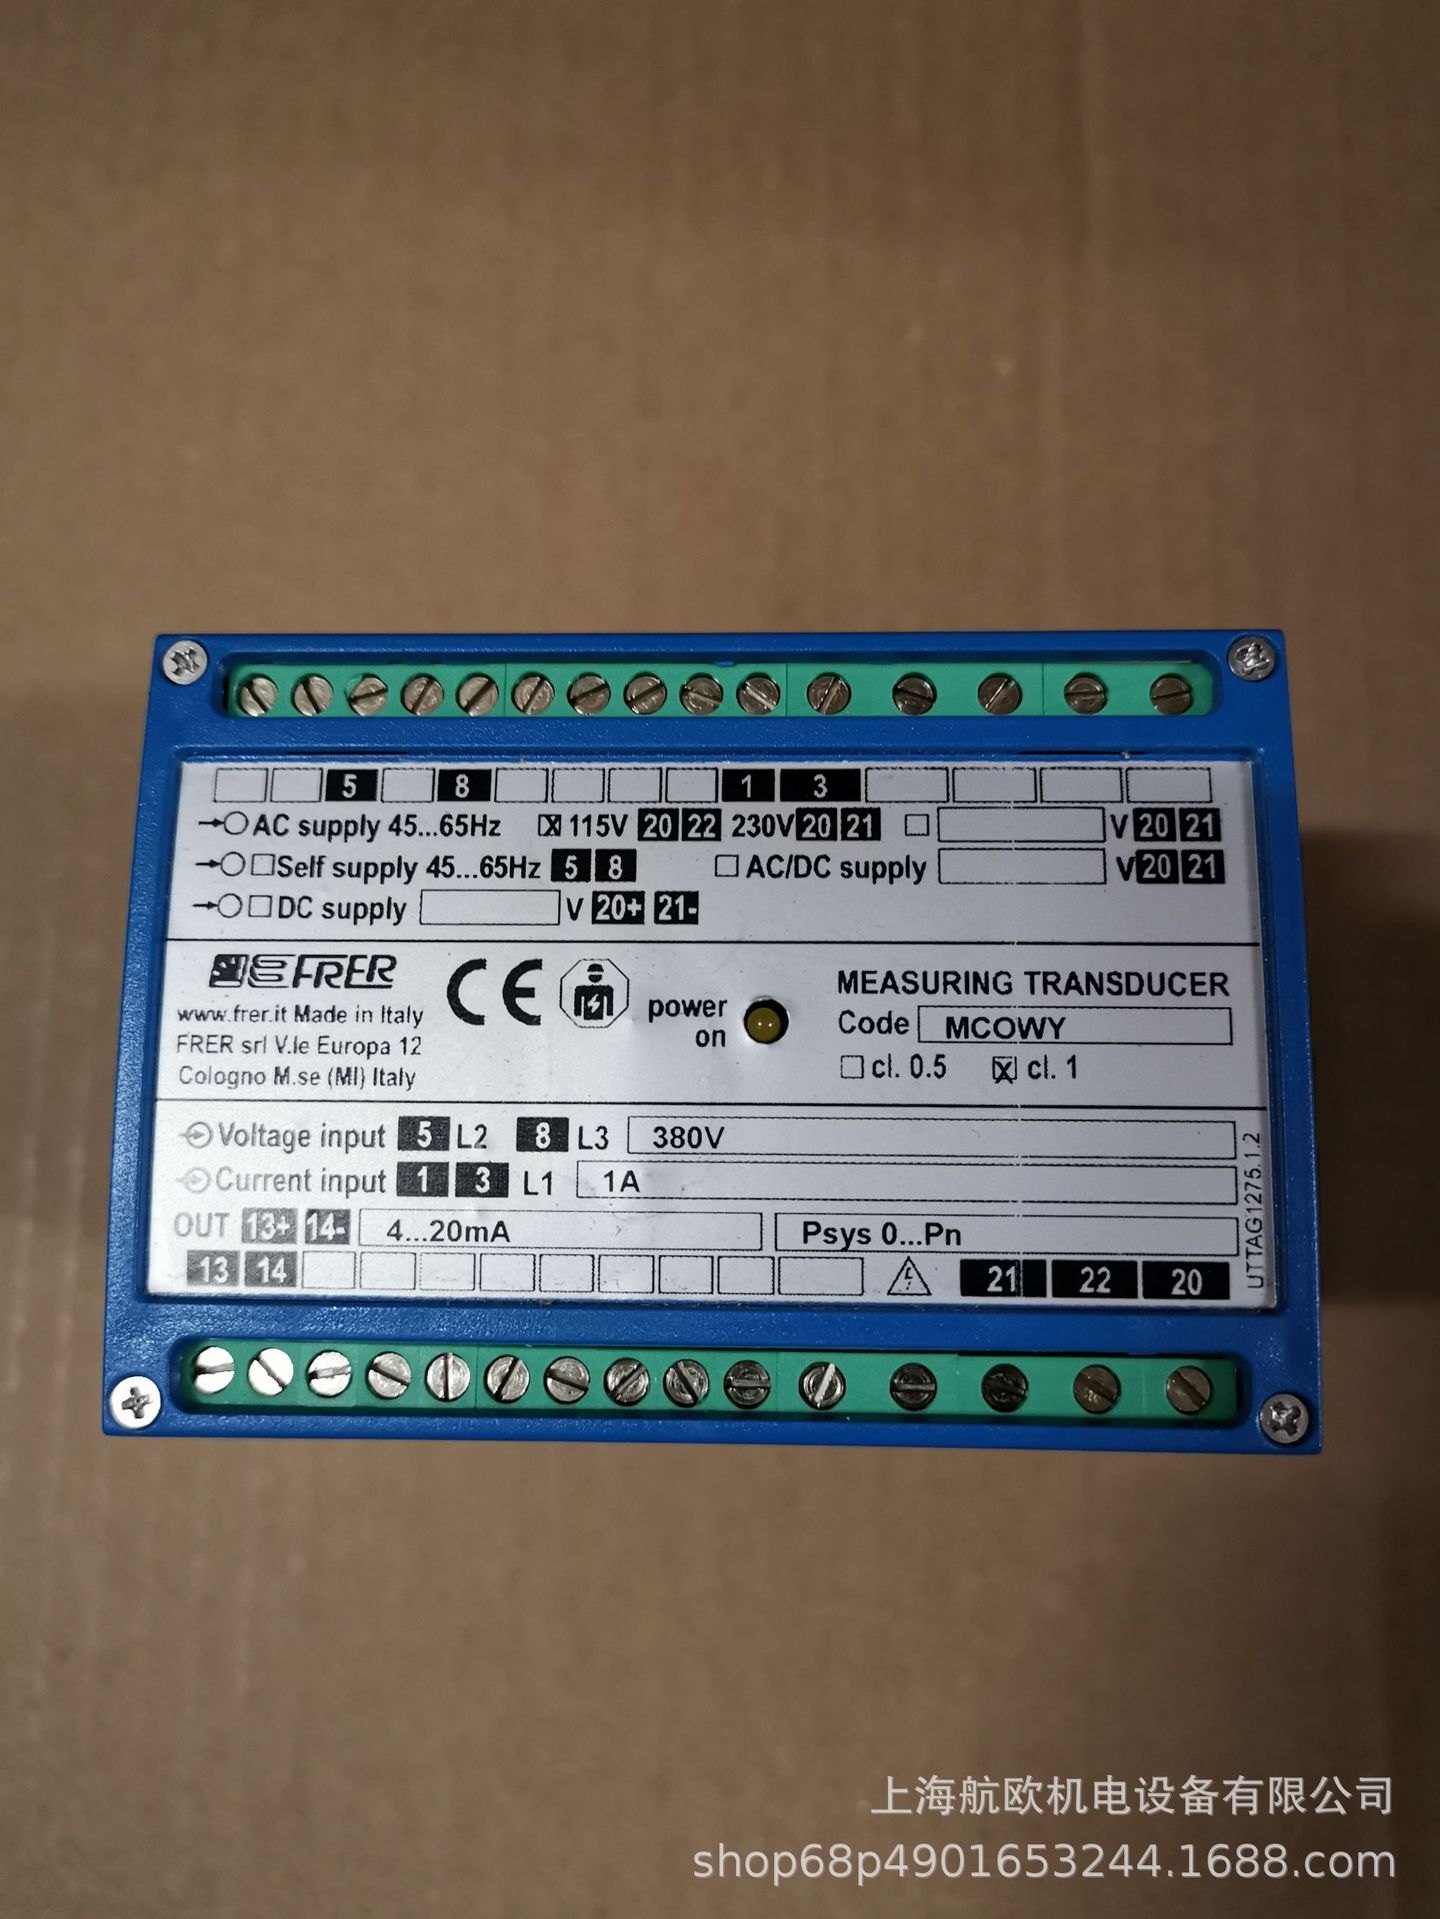 5 8 1 3
AC supply 45...65Hz 115V 20 22 230V 20 21 V 20 21
Self supply 45...65Hz 5 8 AC/DC supply V 20 21
DC supply V 20+ 21-
FRER
www.frer.it Made in Italy
FRER srl V.le Europa 12
Cologno M.se (MI) Italy
CE
power
on
MEASURING TRANSDUCER
Code MCOWY
cl. 0.5 cl. 1
Voltage input 5 L2 8 L3 380V
Current input 1 3 L1 1A
OUT 13+ 14- 4...20mA Psys 0...Pn
13 14 21 22 20
UTTAG1275.1.2
上海航欧机电设备有限公司
shop68p4901653244.1688.com